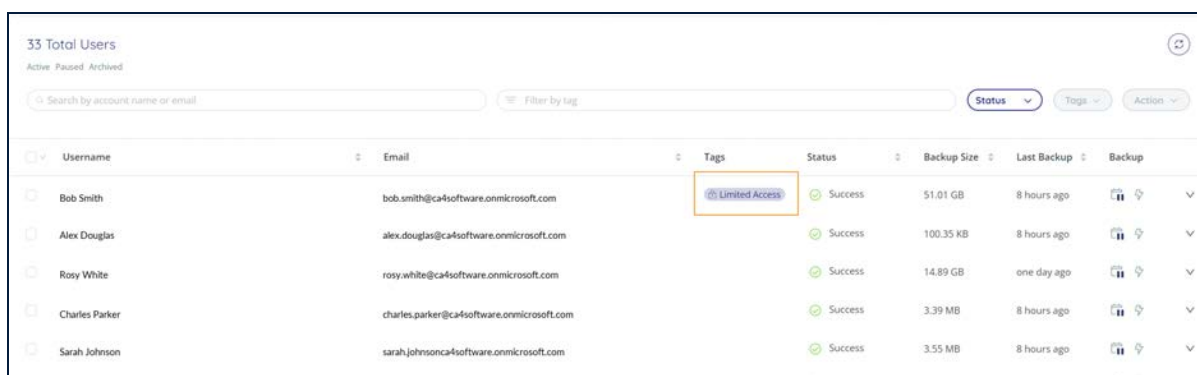 33 Total Users
Active Paused Archived
Search by account name or email Filter by tag Status Tags Action
Username Email Tags Status Backup Size Last Backup Backup
Bob Smith bob.smith@ca4software.onmicrosoft.com Limited Access Success 51.01 GB 8 hours ago
Alex Douglas alex.douglas@ca4software.onmicrosoft.com Success 100.35 KB 8 hours ago
Rosy White rosy.white@ca4software.onmicrosoft.com Success 14.89 GB one day ago
Charles Parker charles.parker@ca4software.onmicrosoft.com Success 3.39 MB 8 hours ago
Sarah Johnson sarah.johnsonca4software.onmicrosoft.com Success 3.55 MB 8 hours ago